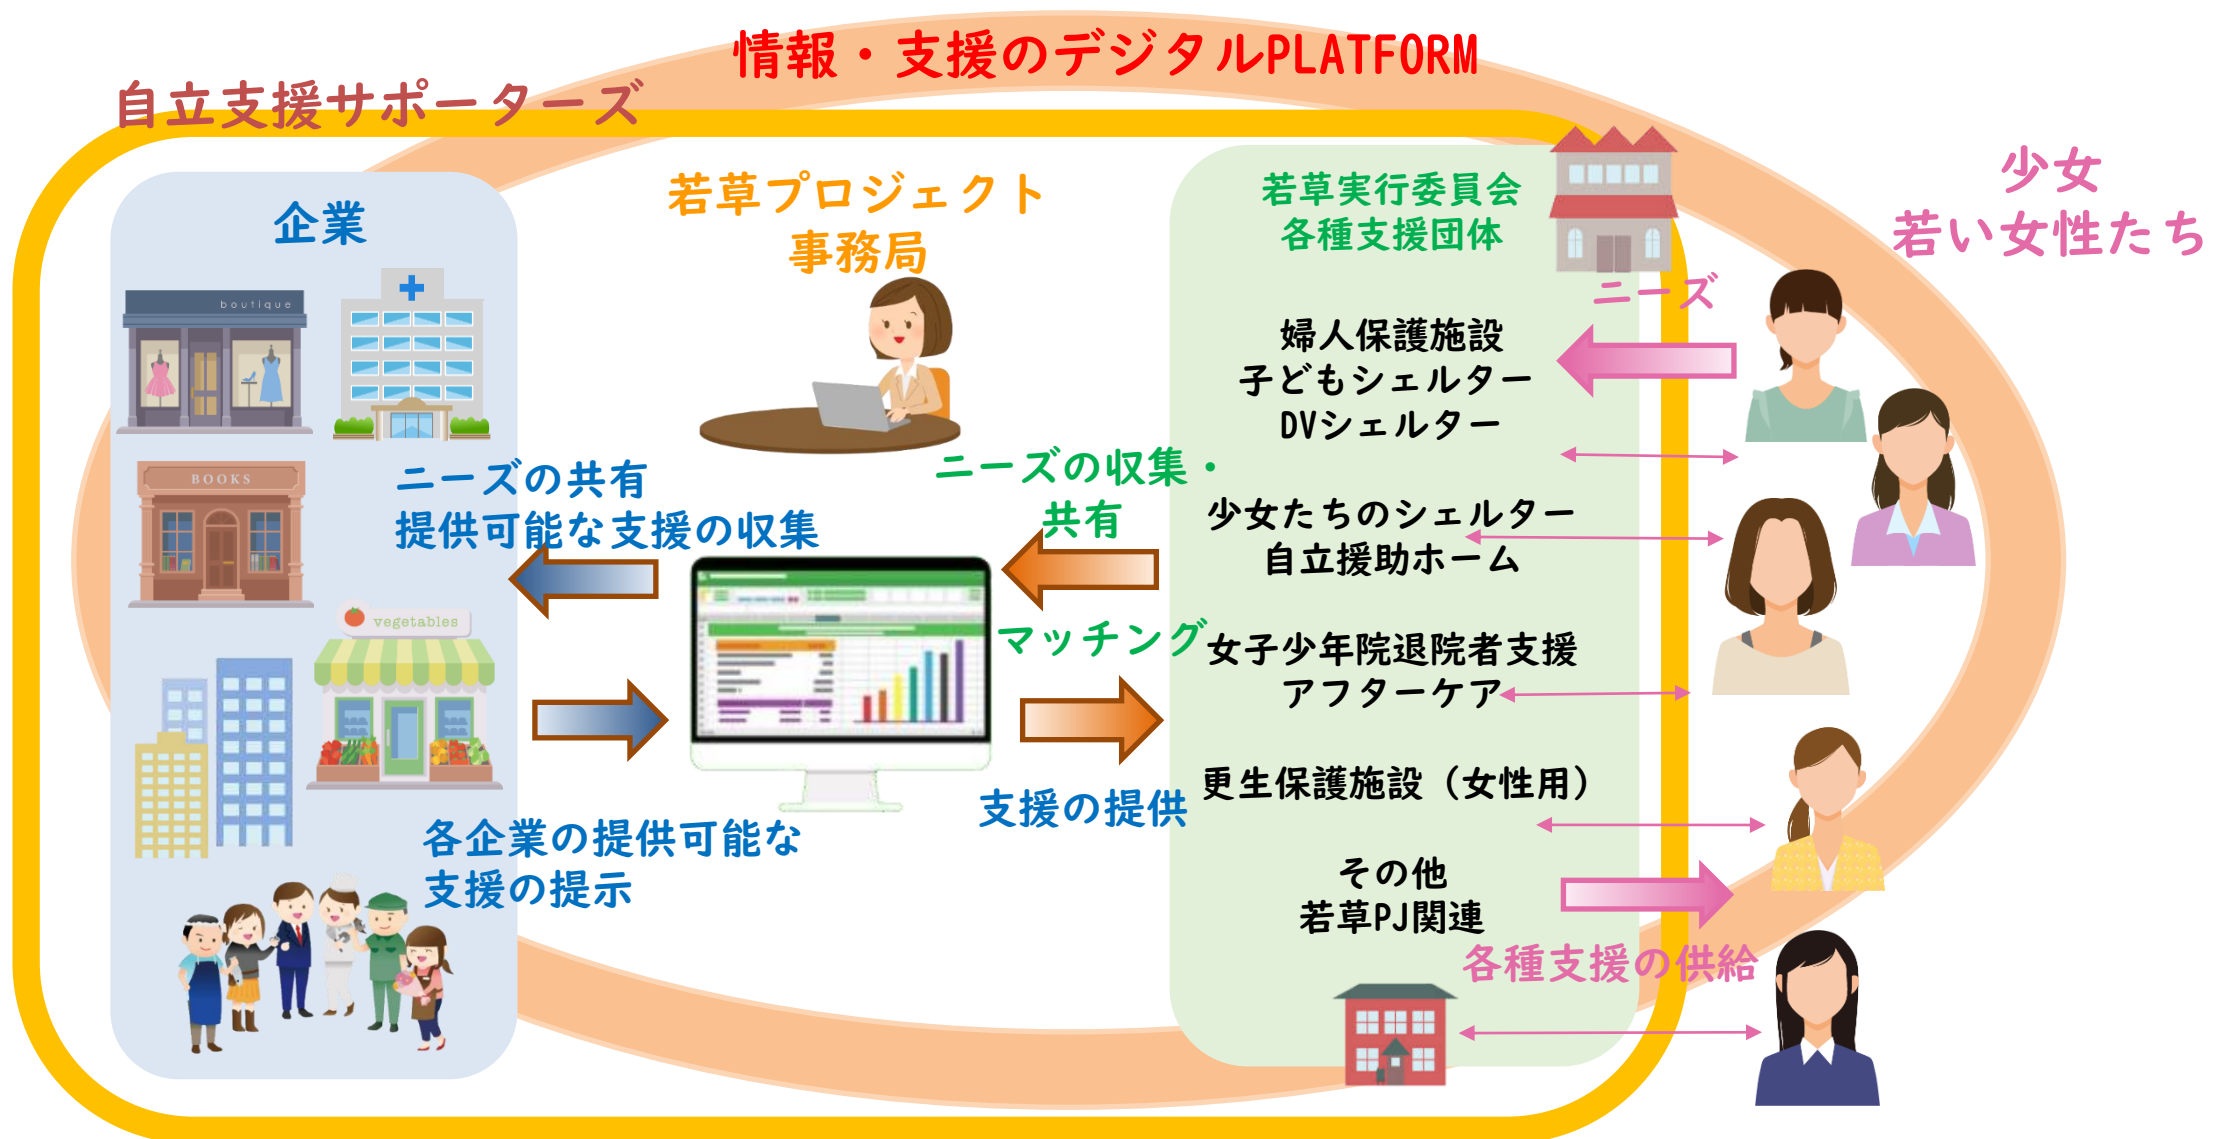 情報・支援のデジタルPLATFORM
自立支援サポーターズ
企業
boutique
BOOKS
vegetables
若草プロジェクト
事務局
ニーズの共有
提供可能な支援の収集
各企業の提供可能な
支援の提示
ニーズの収集・
共有
マッチング
支援の提供
若草実行委員会
各種支援団体
婦人保護施設
子どもシェルター
DVシェルター
少女たちのシェルター
自立援助ホーム
女子少年院退院者支援
アフターケア
更生保護施設（女性用）
その他
若草PJ関連
少女
若い女性たち
ニーズ
各種支援の供給